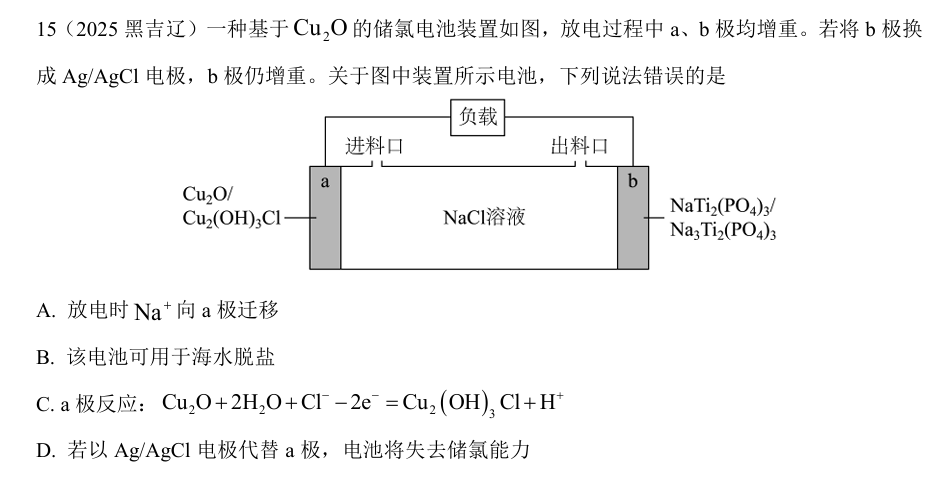 15（2025 黑吉辽）一种基于 Cu₂O 的储氯电池装置如图，放电过程中 a、b 极均增重。若将 b 极换
成 Ag/AgCl 电极，b 极仍增重。关于图中装置所示电池，下列说法错误的是
负载
进料口
出料口
a
b
Cu₂O/
Cu₂(OH)₃Cl
NaCl溶液
NaTi₂(PO₄)₃/
Na₃Ti₂(PO₄)₃
A. 放电时 Na⁺ 向 a 极迁移
B. 该电池可用于海水脱盐
C. a 极反应：Cu₂O+2H₂O+Cl⁻−2e⁻=Cu₂(OH)₃Cl+H⁺
D. 若以 Ag/AgCl 电极代替 a 极，电池将失去储氯能力